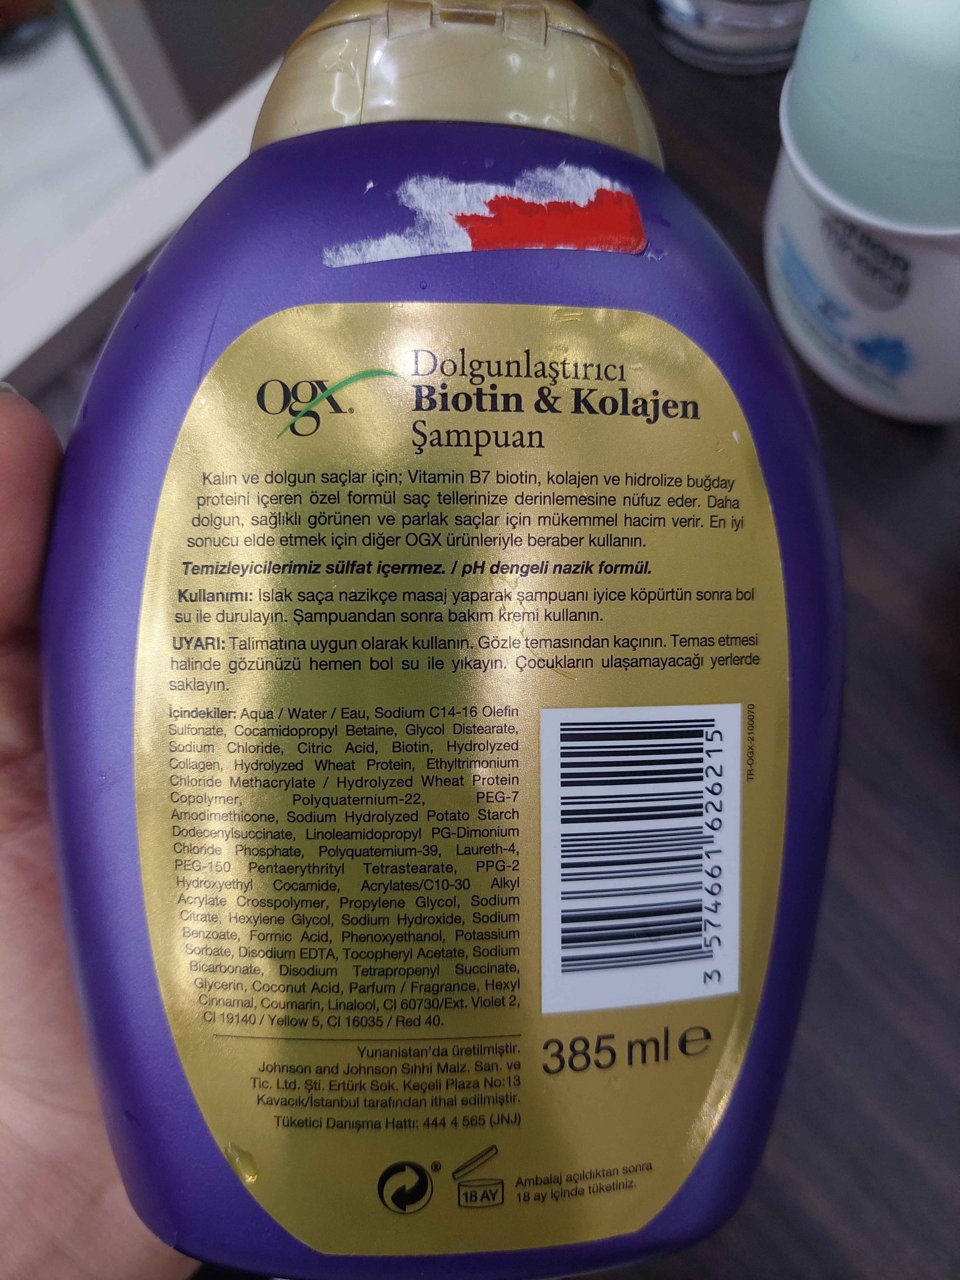 ogx.
Dolgunlaştırıcı
Biotin & Kolajen
Şampuan
Kalın ve dolgun saçlar için; Vitamin B7 biotin, kolajen ve hidrolize buğday
proteini içeren özel formül saç tellerinize derinlemesine nüfuz eder. Daha
dolgun, sağlıklı görünen ve parlak saçlar için mükemmel hacim verir. En iyi
sonucu elde etmek için diğer OGX ürünleriyle beraber kullanın.
Temizleyicilerimiz sülfat içermez. / pH dengeli nazik formül.
Kullanımı: Islak saça nazikçe masaj yaparak şampuanı iyice köpürtün sonra bol
su ile durulayın. Şampuandan sonra bakım kremi kullanın.
UYARI: Talimatına uygun olarak kullanın. Gözle temasından kaçının. Temas etmesi
halinde gözünüzü hemen bol su ile yıkayın. Çocukların ulaşamayacağı yerlerde
saklayın.
İçindekiler: Aqua / Water / Eau, Sodium C14-16 Olefin
Sulfonate, Cocamidopropyl Betaine, Glycol Distearate,
Sodium Chloride, Citric Acid, Biotin, Hydrolyzed
Collagen, Hydrolyzed Wheat Protein, Ethyltrimonium
Chloride Methacrylate / Hydrolyzed Wheat Protein
Copolymer, Polyquaternium-22, PEG-7
Amodimethicone, Sodium Hydrolyzed Potato Starch
Dodecenylsuccinate, Linoleamidopropyl PG-Dimonium
Chloride Phosphate, Polyquaternium-39, Laureth-4,
PEG-150 Pentaerythrityl Tetrastearate, PPG-2
Hydroxyethyl Cocamide, Acrylates/C10-30 Alkyl
Acrylate Crosspolymer, Propylene Glycol, Sodium
Citrate, Hexylene Glycol, Sodium Hydroxide, Sodium
Benzoate, Formic Acid, Phenoxyethanol, Potassium
Sorbate, Disodium EDTA, Tocopheryl Acetate, Sodium
Bicarbonate, Disodium Tetrapropenyl Succinate,
Glycerin, Coconut Acid, Parfum / Fragrance, Hexyl
Cinnamal, Coumarin, Linalool, CI 60730/Ext. Violet 2,
CI 19140 / Yellow 5, CI 16035 / Red 40.
3 574661 626215
TR-OGX-2100070
Yunanistan'da üretilmiştir.
Johnson and Johnson Sıhhi Malz. San. ve
Tic. Ltd. Şti. Ertürk Sok. Keçeli Plaza No:13
Kavacık/İstanbul tarafından ithal edilmiştir.
Tüketici Danışma Hattı: 444 4 565 (JNJ)
385 ml e
18 AY
Ambalaj açıldıktan sonra
18 ay içinde tüketiniz.